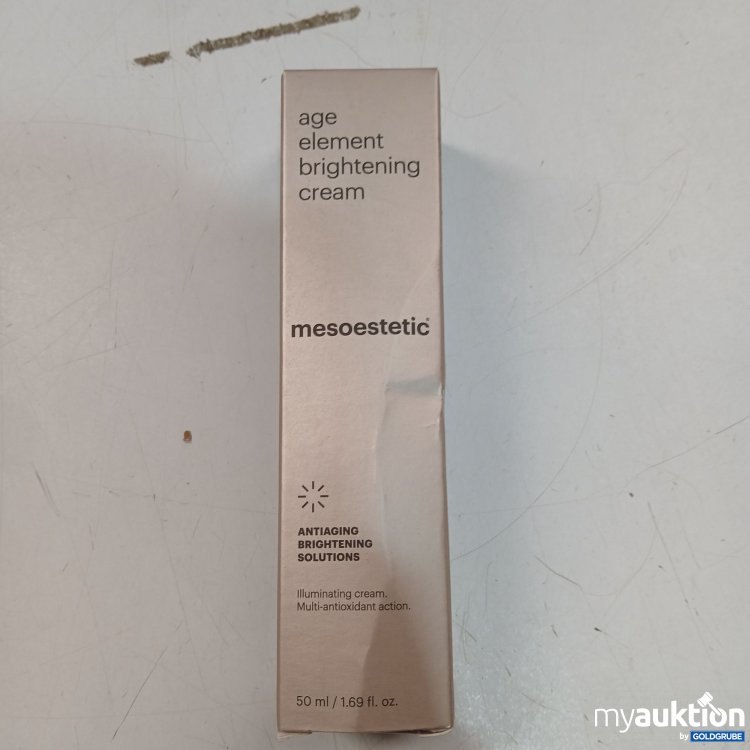 age
element
brightening
cream
mesoestetic®
ANTIAGING
BRIGHTENING
SOLUTIONS
Illuminating cream.
Multi-antioxidant action.
50 ml / 1.69 fl. oz.
myauktion
by GOLDGRUBE